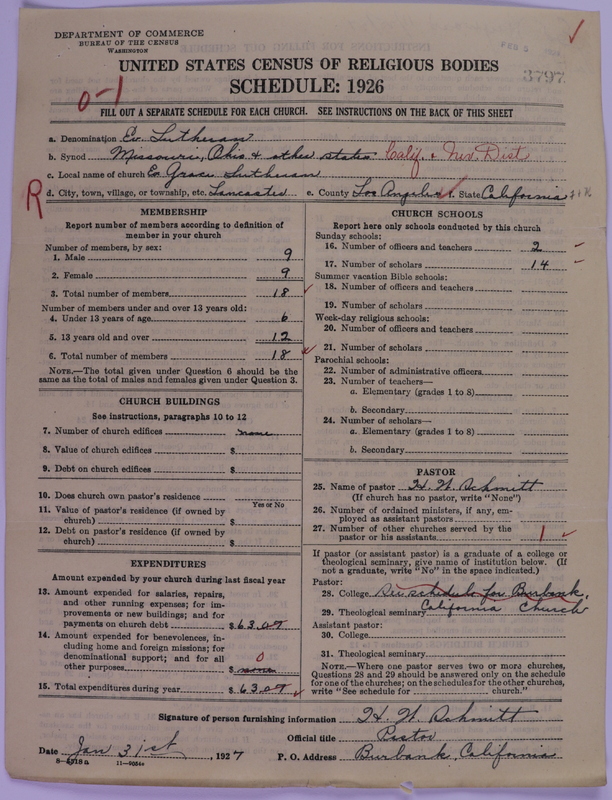 DEPARTMENT OF COMMERCE
BUREAU OF THE CENSUS
WASHINGTON
3797
UNITED STATES CENSUS OF RELIGIOUS BODIES
SCHEDULE: 1926
0-1
FILL OUT A SEPARATE SCHEDULE FOR EACH CHURCH. SEE INSTRUCTIONS ON THE BACK OF THIS SHEET
a. Denomination Ev. Lutheran
b. Synod Missouri, Ohio & other states Calif. & Nev. Dist
c. Local name of church Ev Grace Lutheran
R
d. City, town, village, or township, etc. Lancaster e. County Los Angeles f. State California
MEMBERSHIP
Report number of members according to definition of member in your church
Number of members, by sex:
1. Male 9
2. Female 9
3. Total number of members 18
Number of members under and over 13 years old:
4. Under 13 years of age 6
5. 13 years old and over 12
6. Total number of members 18
NOTE.—The total given under Question 6 should be the same as the total of males and females given under Question 3.
CHURCH BUILDINGS
See instructions, paragraphs 10 to 12
7. Number of church edifices none
8. Value of church edifices $
9. Debt on church edifices $
10. Does church own pastor's residence
Yes or No
11. Value of pastor's residence (if owned by church) $
12. Debt on pastor's residence (if owned by church) $
EXPENDITURES
Amount expended by your church during last fiscal year
13. Amount expended for salaries, repairs, and other running expenses; for improvements or new buildings; and for payments on church debt $63.07
14. Amount expended for benevolences, including home and foreign missions; for denominational support; and for all other purposes $ none 0
15. Total expenditures during year $63.07
CHURCH SCHOOLS
Report here only schools conducted by this church
Sunday schools:
16. Number of officers and teachers 2
17. Number of scholars 14
Summer vacation Bible schools:
18. Number of officers and teachers
19. Number of scholars
Week-day religious schools:
20. Number of officers and teachers
21. Number of scholars
Parochial schools:
22. Number of administrative officers
23. Number of teachers—
a. Elementary (grades 1 to 8)
b. Secondary
24. Number of scholars—
a. Elementary (grades 1 to 8)
b. Secondary
PASTOR
25. Name of pastor H. W. Schmitt
(If church has no pastor, write "None")
26. Number of ordained ministers, if any, employed as assistant pastors
27. Number of other churches served by the pastor or his assistants 1
If pastor (or assistant pastor) is a graduate of a college or theological seminary, give name of institution below. (If not a graduate, write "No" in the space indicated.)
Pastor:
28. College See schedule for Burbank,
29. Theological seminary California Church
Assistant pastor:
30. College
31. Theological seminary
NOTE.—Where one pastor serves two or more churches, Questions 28 and 29 should be answered only on the schedule for one of the churches; on the schedules for the other churches, write "See schedule for church."
Signature of person furnishing information H. W. Schmitt
Official title Pastor
Date Jan 31st, 1927 P. O. Address Burbank, California